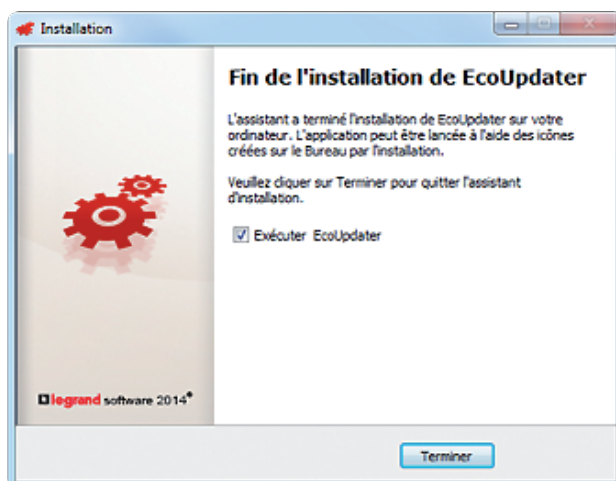 Installation
Fin de l'installation de EcoUpdater
L'assistant a terminé l'installation de EcoUpdater sur votre
ordinateur. L'application peut être lancée à l'aide des icônes
créées sur le Bureau par l'installation.
Veuillez cliquer sur Terminer pour quitter l'assistant
d'installation.
Exécuter EcoUpdater
legrand software 2014
Terminer